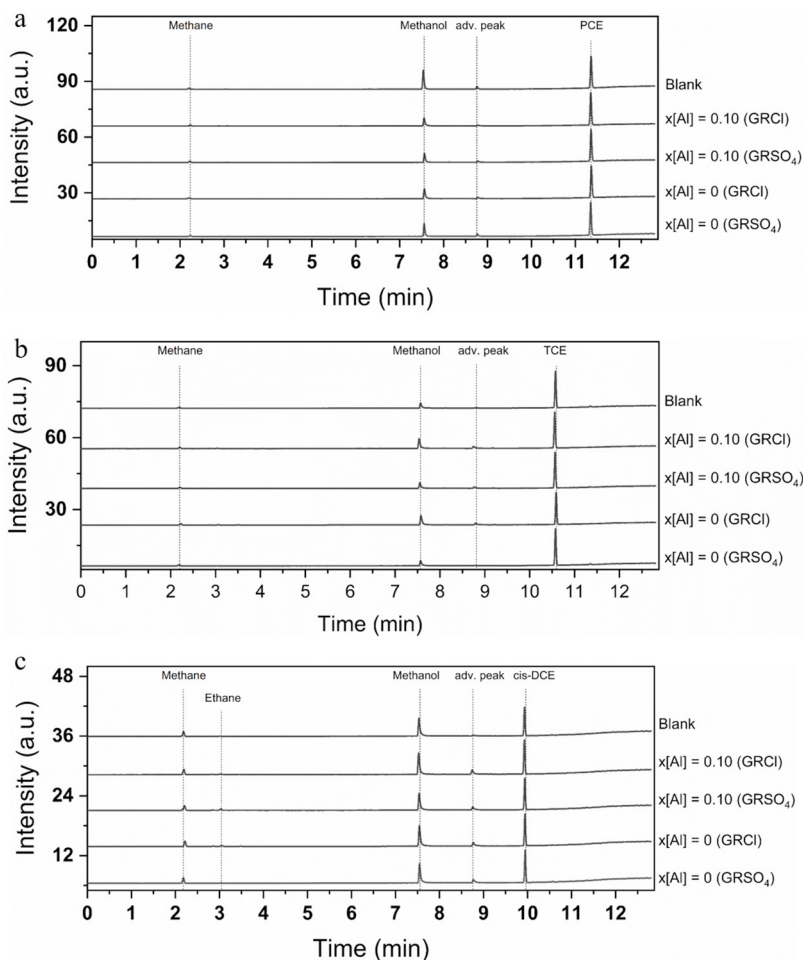 a
Methane Methanol adv. peak PCE
120
90
60
30
Intensity (a.u.)
Blank
x[Al] = 0.10 (GRCl)
x[Al] = 0.10 (GRSO₄)
x[Al] = 0 (GRCl)
x[Al] = 0 (GRSO₄)
0 1 2 3 4 5 6 7 8 9 10 11 12
Time (min)
b
Methane Methanol adv. peak TCE
90
60
30
Intensity (a.u.)
Blank
x[Al] = 0.10 (GRCl)
x[Al] = 0.10 (GRSO₄)
x[Al] = 0 (GRCl)
x[Al] = 0 (GRSO₄)
0 1 2 3 4 5 6 7 8 9 10 11 12
Time (min)
c
Methane Methanol adv. peak cis-DCE
Ethane
48
36
24
12
Intensity (a.u.)
Blank
x[Al] = 0.10 (GRCl)
x[Al] = 0.10 (GRSO₄)
x[Al] = 0 (GRCl)
x[Al] = 0 (GRSO₄)
0 1 2 3 4 5 6 7 8 9 10 11 12
Time (min)